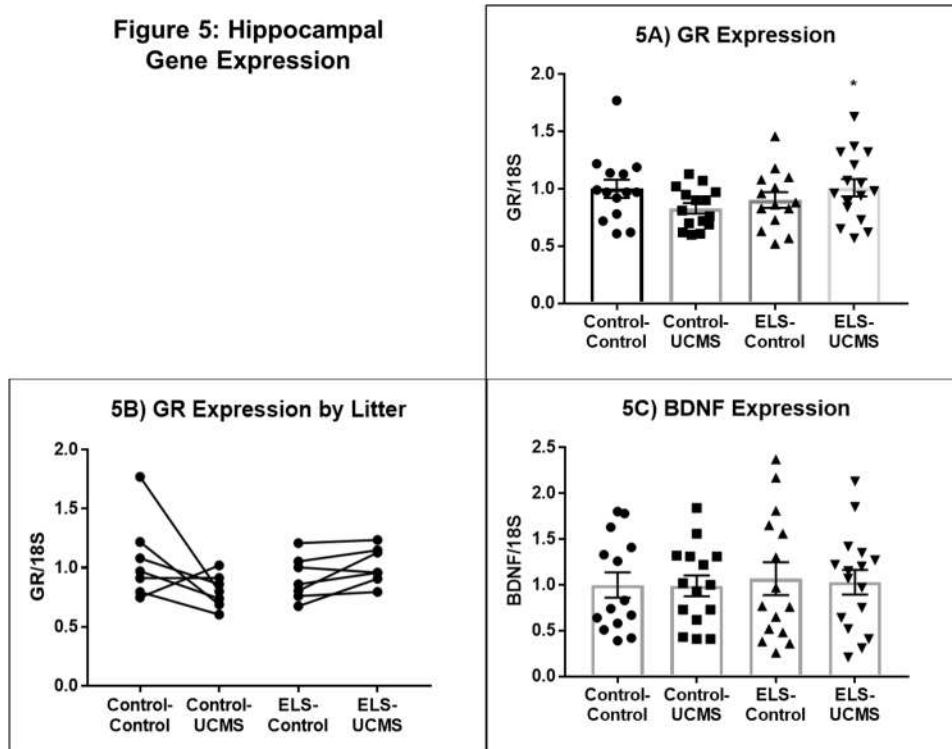 Figure 5: Hippocampal
Gene Expression
5A) GR Expression
GR/18S
2.0
1.5
1.0
0.5
0.0
*
Control-
Control
Control-
UCMS
ELS-
Control
ELS-
UCMS
5B) GR Expression by Litter
GR/18S
2.0
1.5
1.0
0.5
0.0
Control-
Control
Control-
UCMS
ELS-
Control
ELS-
UCMS
5C) BDNF Expression
BDNF/18S
2.5
2.0
1.5
1.0
0.5
0.0
Control-
Control
Control-
UCMS
ELS-
Control
ELS-
UCMS